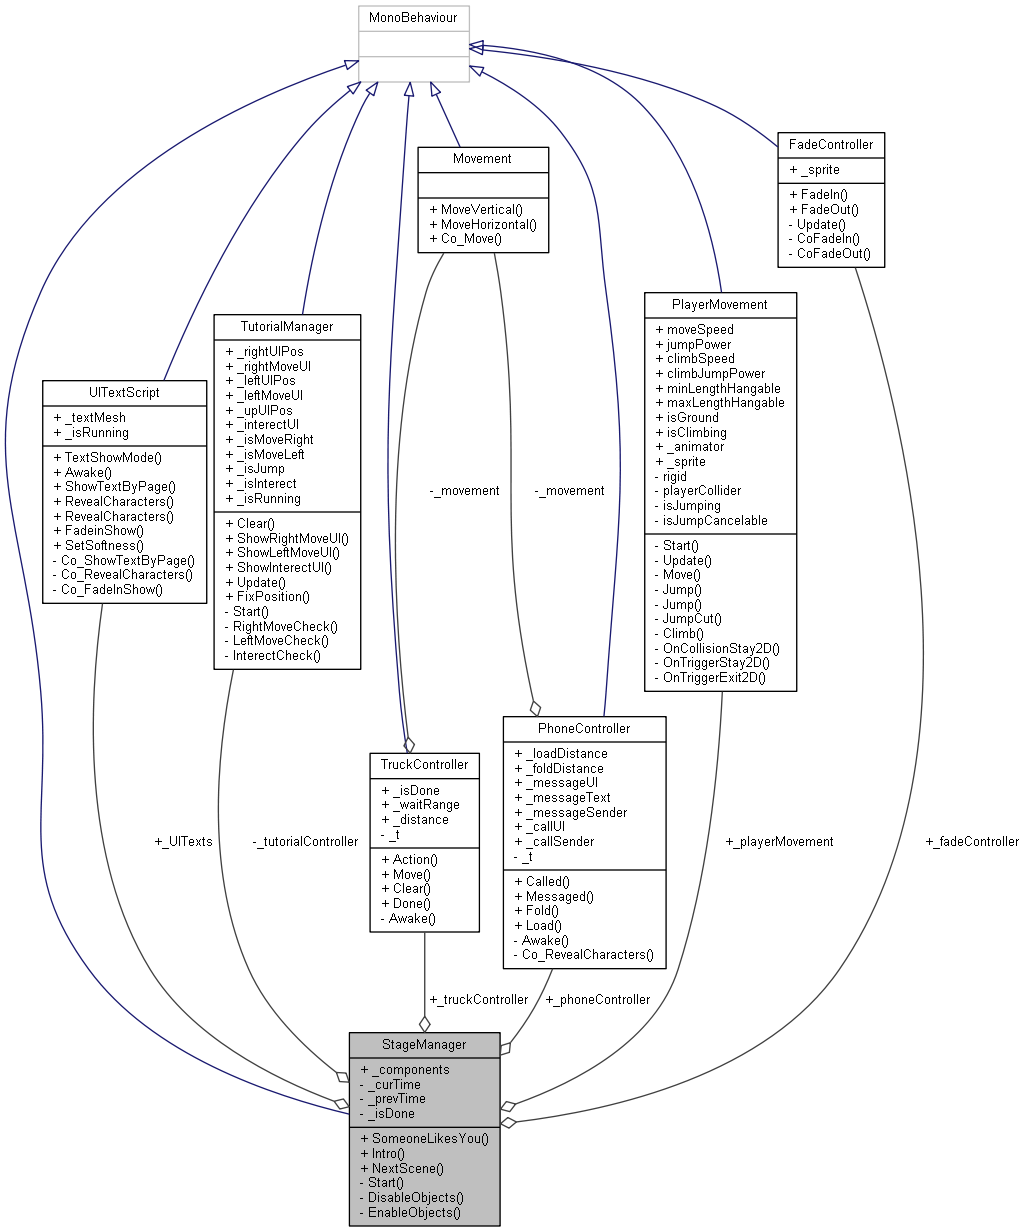 MonoBehaviour
Movement
+ MoveVertical()
+ MoveHorizontal()
+ Co_Move()
FadeController
+ _sprite
+ FadeIn()
+ FadeOut()
- Update()
- CoFadeIn()
- CoFadeOut()
PlayerMovement
+ moveSpeed
+ jumpPower
+ climbSpeed
+ climbJumpPower
+ minLengthHangable
+ maxLengthHangable
+ isGround
+ isClimbing
+ _animator
+ _sprite
- rigid
- playerCollider
- isJumping
- isJumpCancelable
- Start()
- Update()
- Move()
- Jump()
- Jump()
- JumpCut()
- Climb()
- OnCollisionStay2D()
- OnTriggerStay2D()
- OnTriggerExit2D()
TutorialManager
+ _rightUIPos
+ _rightMoveUI
+ _leftUIPos
+ _leftMoveUI
+ _upUIPos
+ _interectUI
+ _isMoveRight
+ _isMoveLeft
+ _isJump
+ _isInterect
+ _isRunning
+ Clear()
+ ShowRightMoveUI()
+ ShowLeftMoveUI()
+ ShowInterectUI()
+ Update()
+ FixPosition()
- Start()
- RightMoveCheck()
- LeftMoveCheck()
- InterectCheck()
UITextScript
+ _textMesh
+ _isRunning
+ TextShowMode()
+ Awake()
+ ShowTextByPage()
+ RevealCharacters()
+ RevealCharacters()
+ FadeinShow()
+ SetSoftness()
- Co_ShowTextByPage()
- Co_RevealCharacters()
- Co_FadeInShow()
-_movement
-_movement
PhoneController
+ _loadDistance
+ _foldDistance
+ _messageUI
+ _messageText
+ _messageSender
+ _callUI
+ _callSender
- _t
+ Called()
+ Messaged()
+ Fold()
+ Load()
- Awake()
- Co_RevealCharacters()
TruckController
+ _isDone
+ _waitRange
+ _distance
- _t
+ Action()
+ Move()
+ Clear()
+ Done()
- Awake()
+_UITexts
-_tutorialController
+_playerMovement
+_fadeController
+_truckController
+_phoneController
StageManager
+ _components
- _curTime
- _prevTime
- _isDone
+ SomeoneLikesYou()
+ Intro()
+ NextScene()
- Start()
- DisableObjects()
- EnableObjects()